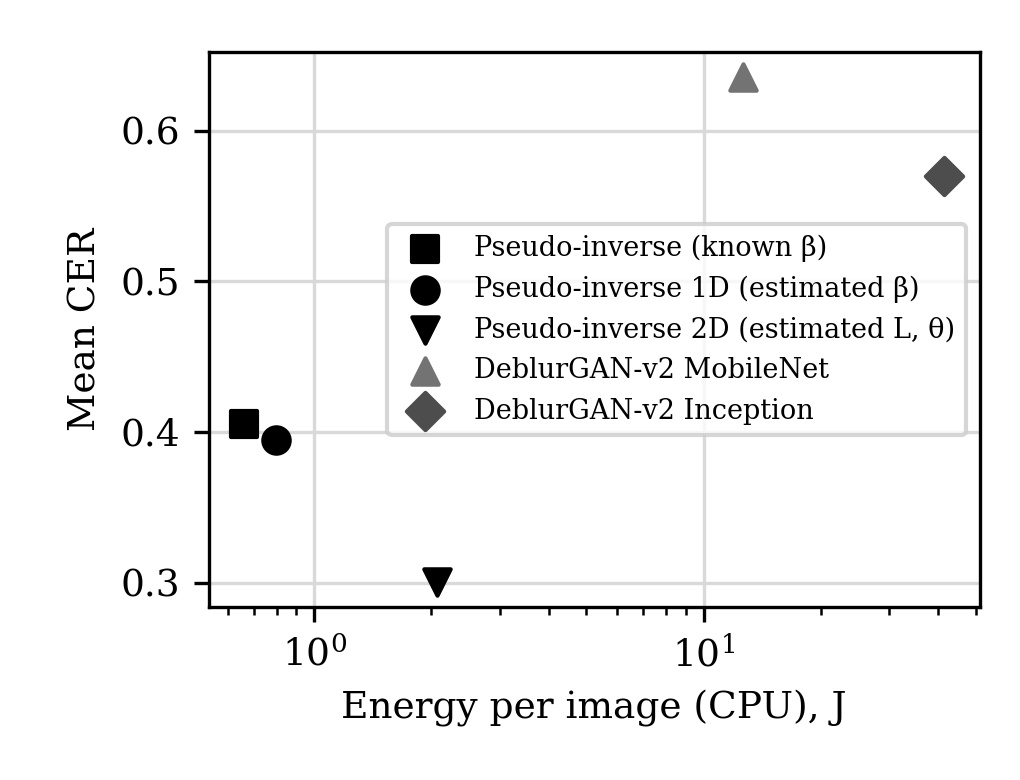 0.6
0.5
0.4
0.3
Mean CER
Pseudo-inverse (known β)
Pseudo-inverse 1D (estimated β)
Pseudo-inverse 2D (estimated L, θ)
DeblurGAN-v2 MobileNet
DeblurGAN-v2 Inception
10⁰ 10¹
Energy per image (CPU), J